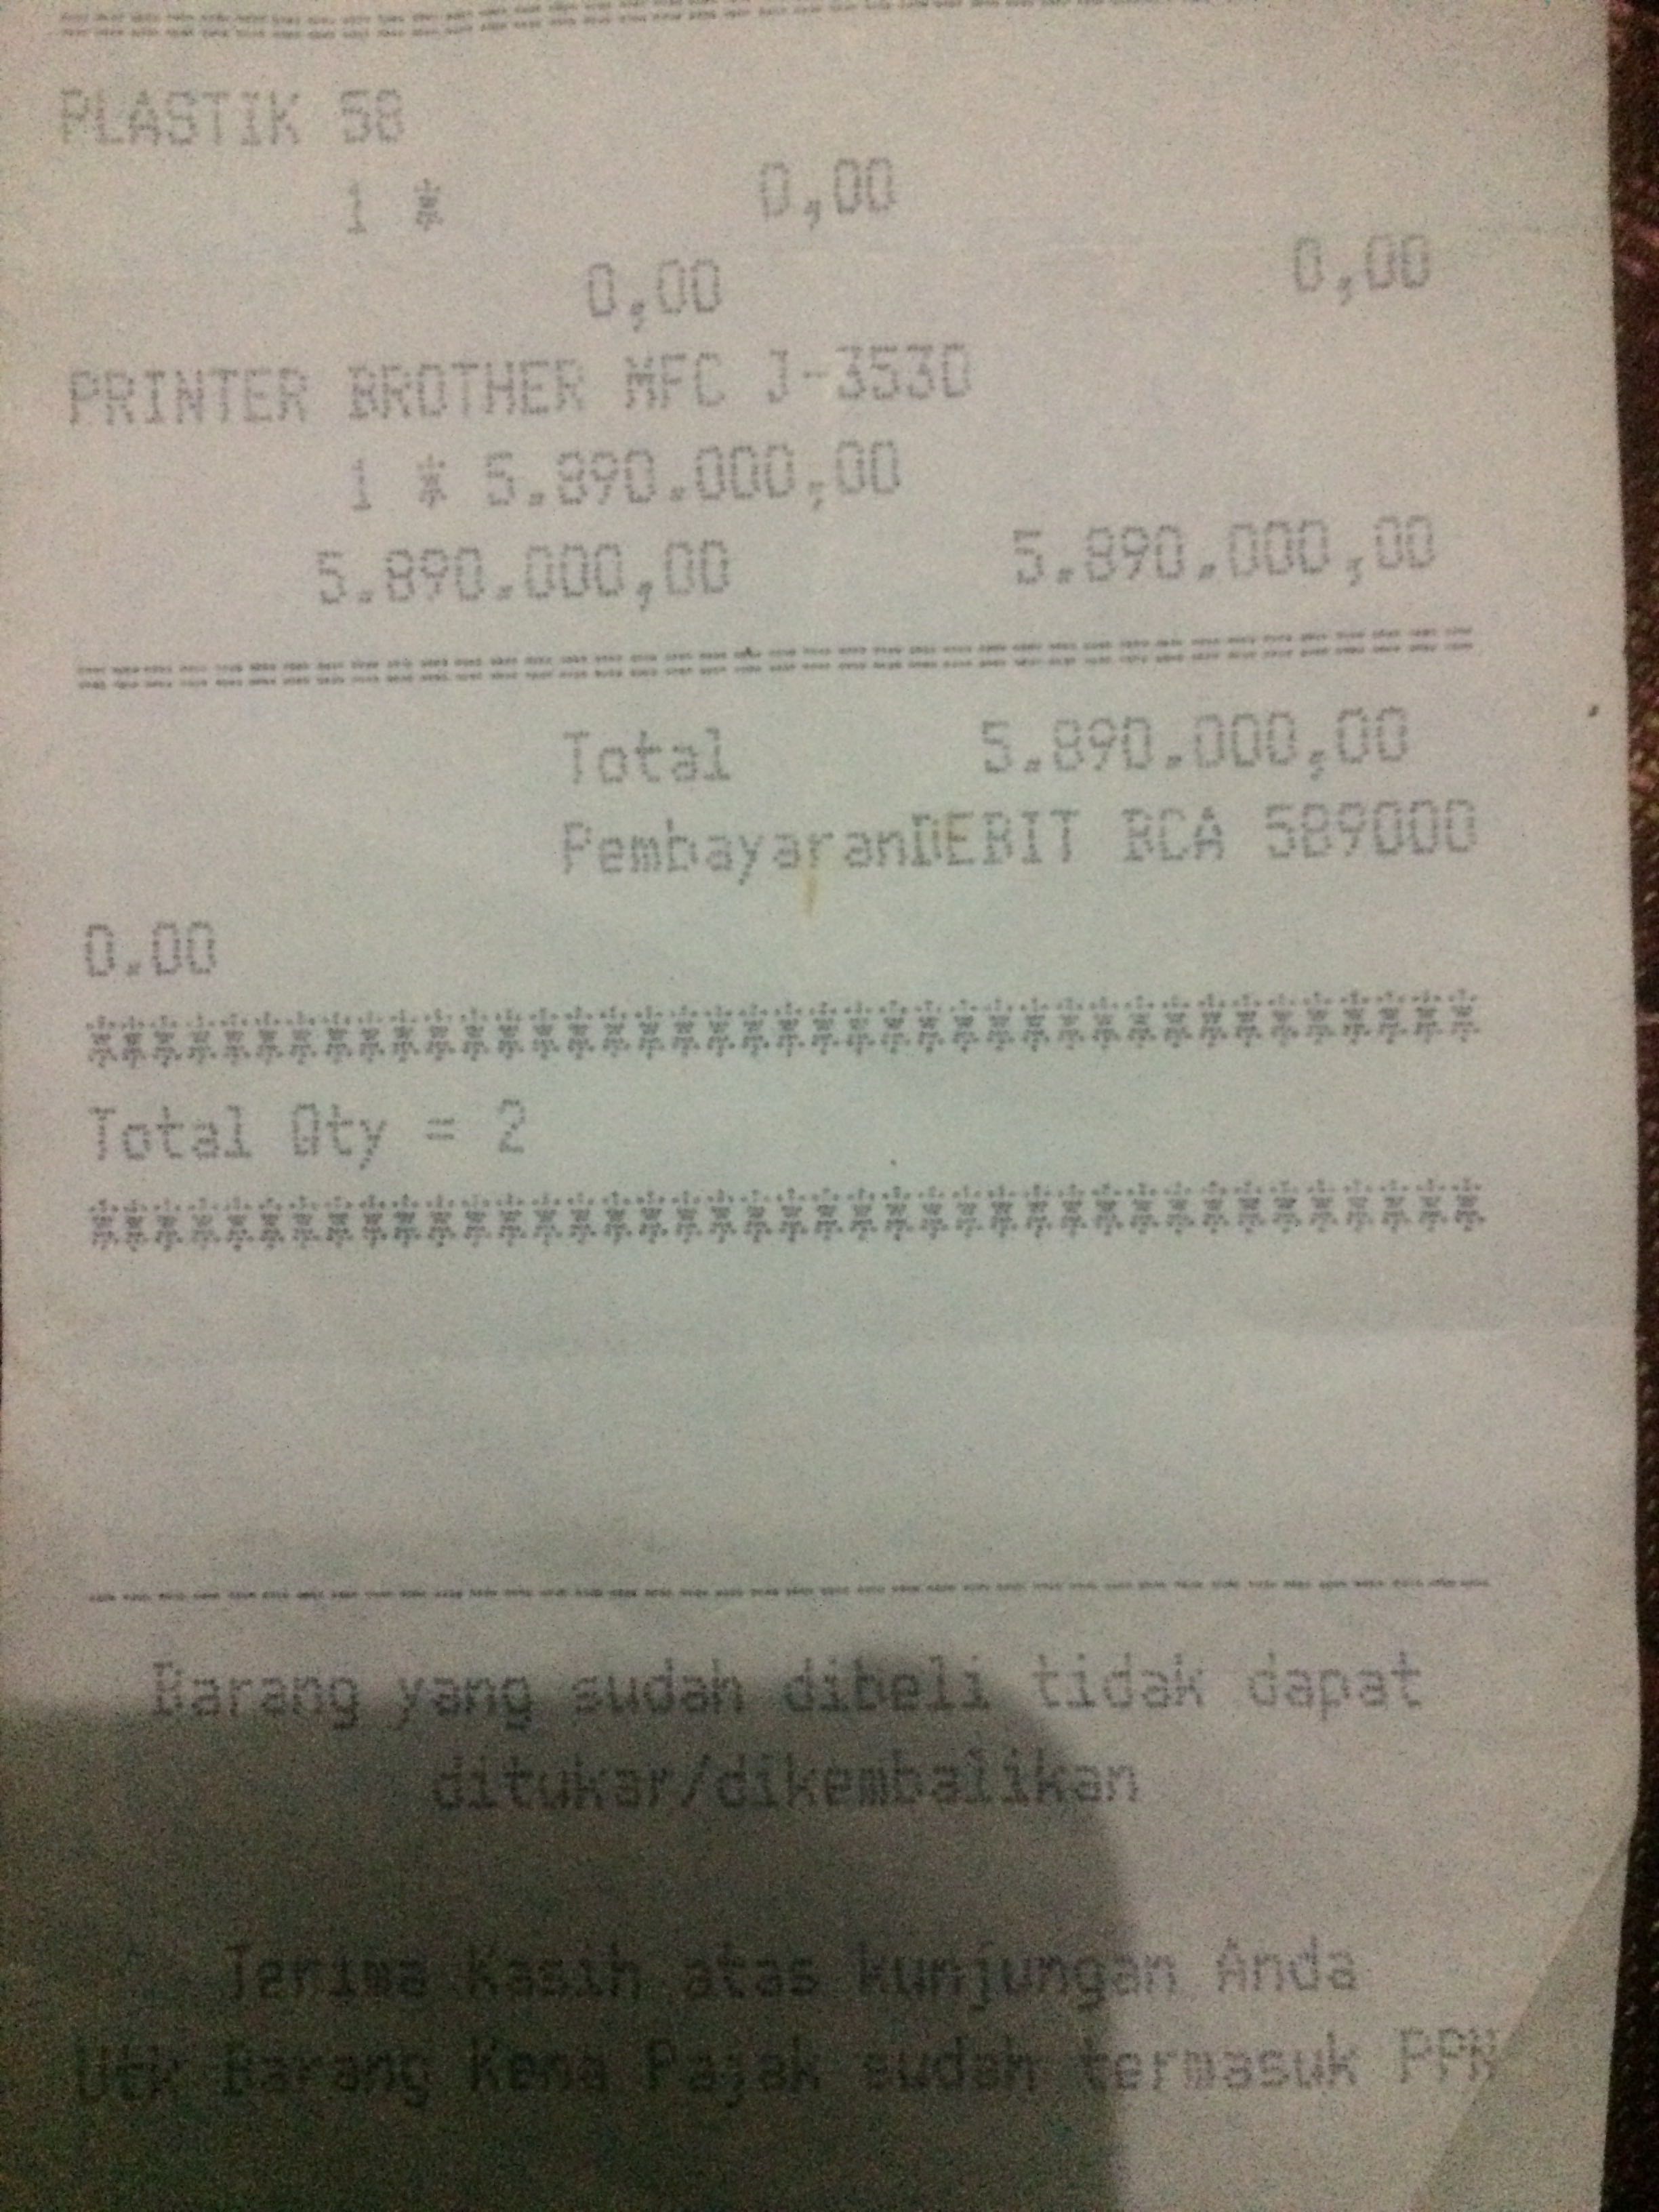 PLASTIK 58
1 * 0,00
0,00 0,00
PRINTER BROTHER MFC J-3530
1 * 5.890.000,00
5.890.000,00 5.890.000,00
================================================
Total 5.890.000,00
PembayaranDEBIT BCA 589000
0.00
****************************************
Total Qty = 2
****************************************
----------------------------------------
Barang yang sudah dibeli tidak dapat
ditukar/dikembalikan
Terima Kasih atas kunjungan Anda
Utk Barang Kena Pajak sudah termasuk PPN